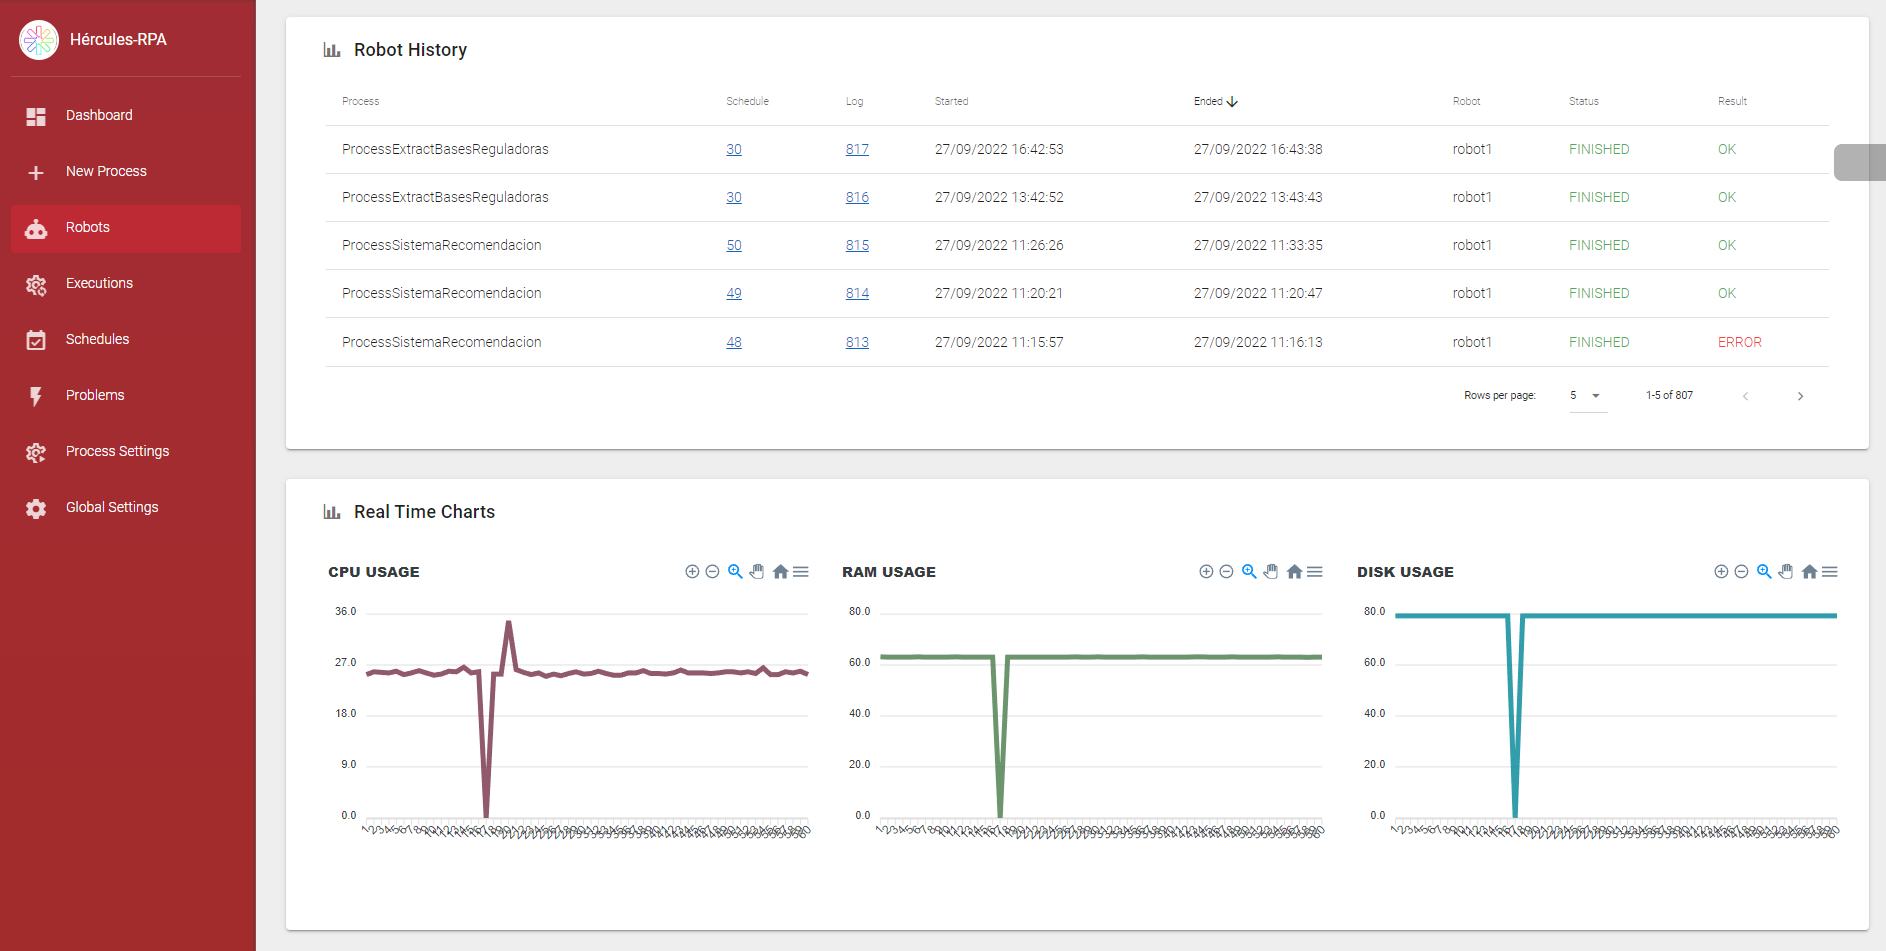 Hércules-RPA
Dashboard
New Process
Robots
Executions
Schedules
Problems
Process Settings
Global Settings
Robot History
Process Schedule Log Started Ended Robot Status Result
ProcessExtractBasesReguladoras 30 817 27/09/2022 16:42:53 27/09/2022 16:43:38 robot1 FINISHED OK
ProcessExtractBasesReguladoras 30 816 27/09/2022 13:42:52 27/09/2022 13:43:43 robot1 FINISHED OK
ProcessSistemaRecomendacion 50 815 27/09/2022 11:26:26 27/09/2022 11:33:35 robot1 FINISHED OK
ProcessSistemaRecomendacion 49 814 27/09/2022 11:20:21 27/09/2022 11:20:47 robot1 FINISHED OK
ProcessSistemaRecomendacion 48 813 27/09/2022 11:15:57 27/09/2022 11:16:13 robot1 FINISHED ERROR
Rows per page: 5 1-5 of 807
Real Time Charts
CPU USAGE
36.0
27.0
18.0
9.0
0.0
RAM USAGE
80.0
60.0
40.0
20.0
0.0
DISK USAGE
80.0
60.0
40.0
20.0
0.0